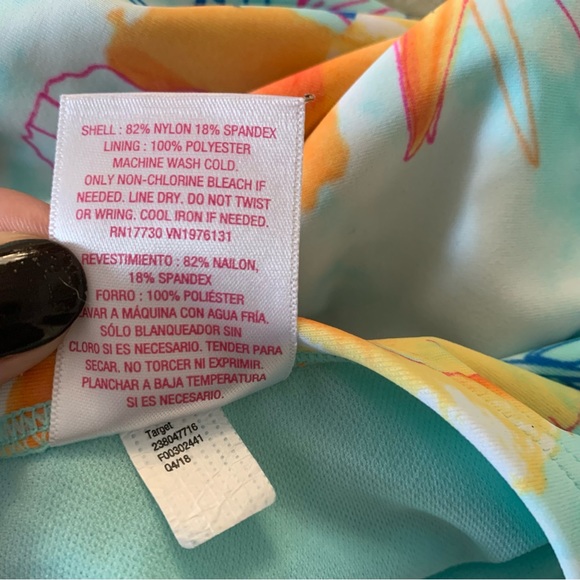 SHELL : 82% NYLON 18% SPANDEX
LINING : 100% POLYESTER
MACHINE WASH COLD.
ONLY NON-CHLORINE BLEACH IF
NEEDED. LINE DRY. DO NOT TWIST
OR WRING. COOL IRON IF NEEDED.
RN17730 VN1976131
REVESTIMIENTO : 82% NAILON,
18% SPANDEX
FORRO : 100% POLIÉSTER
AVAR A MÁQUINA CON AGUA FRÍA.
SÓLO BLANQUEADOR SIN
CLORO SI ES NECESARIO. TENDER PARA
SECAR. NO TORCER NI EXPRIMIR.
PLANCHAR A BAJA TEMPERATURA
SI ES NECESARIO.
Target
238047716
F00302441
Q4/18